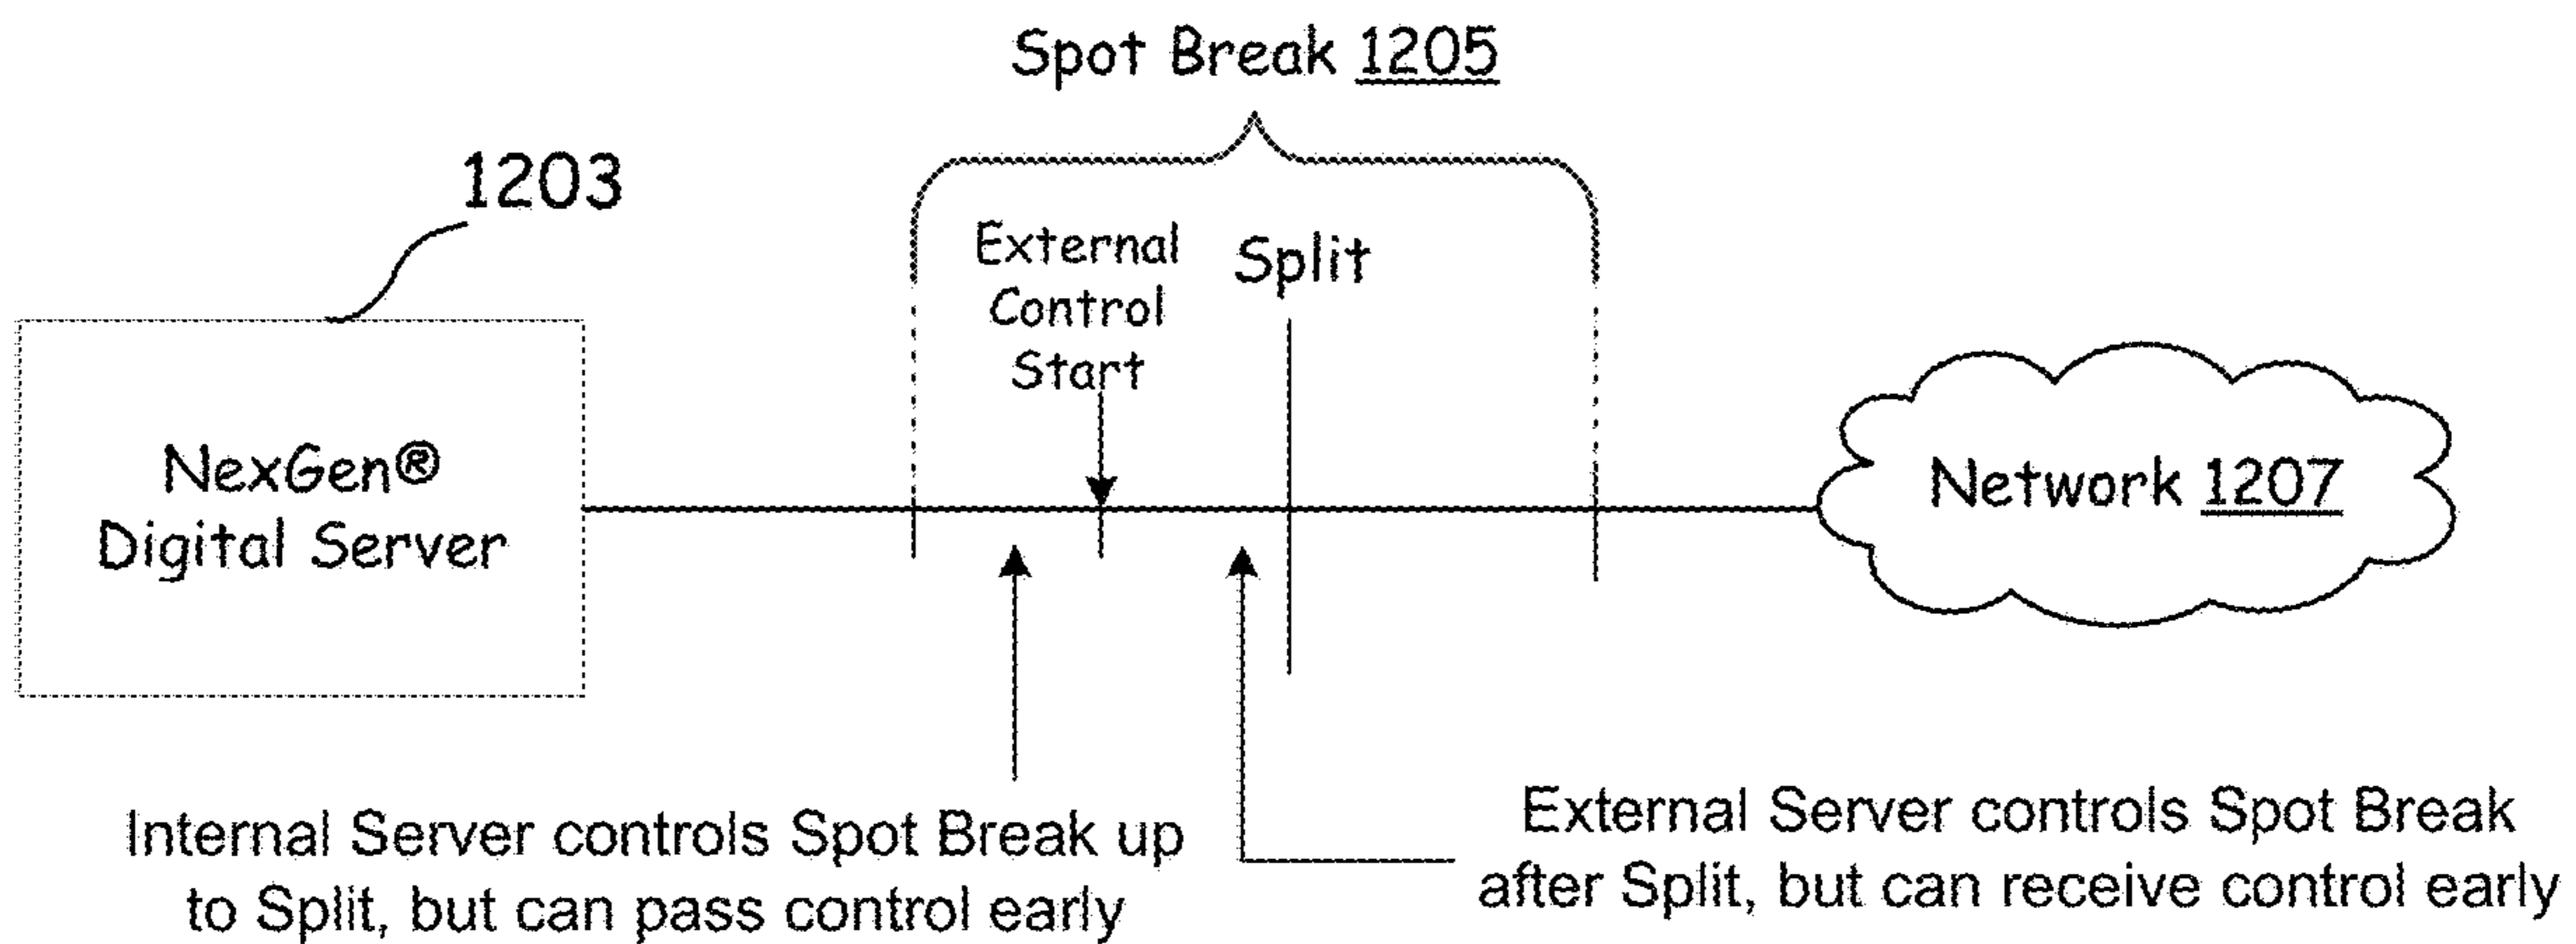 Spot Break 1205
1203
External
Control
Start
Split
NexGen®
Digital Server
Network 1207
Internal Server controls Spot Break up
to Split, but can pass control early
External Server controls Spot Break
after Split, but can receive control early